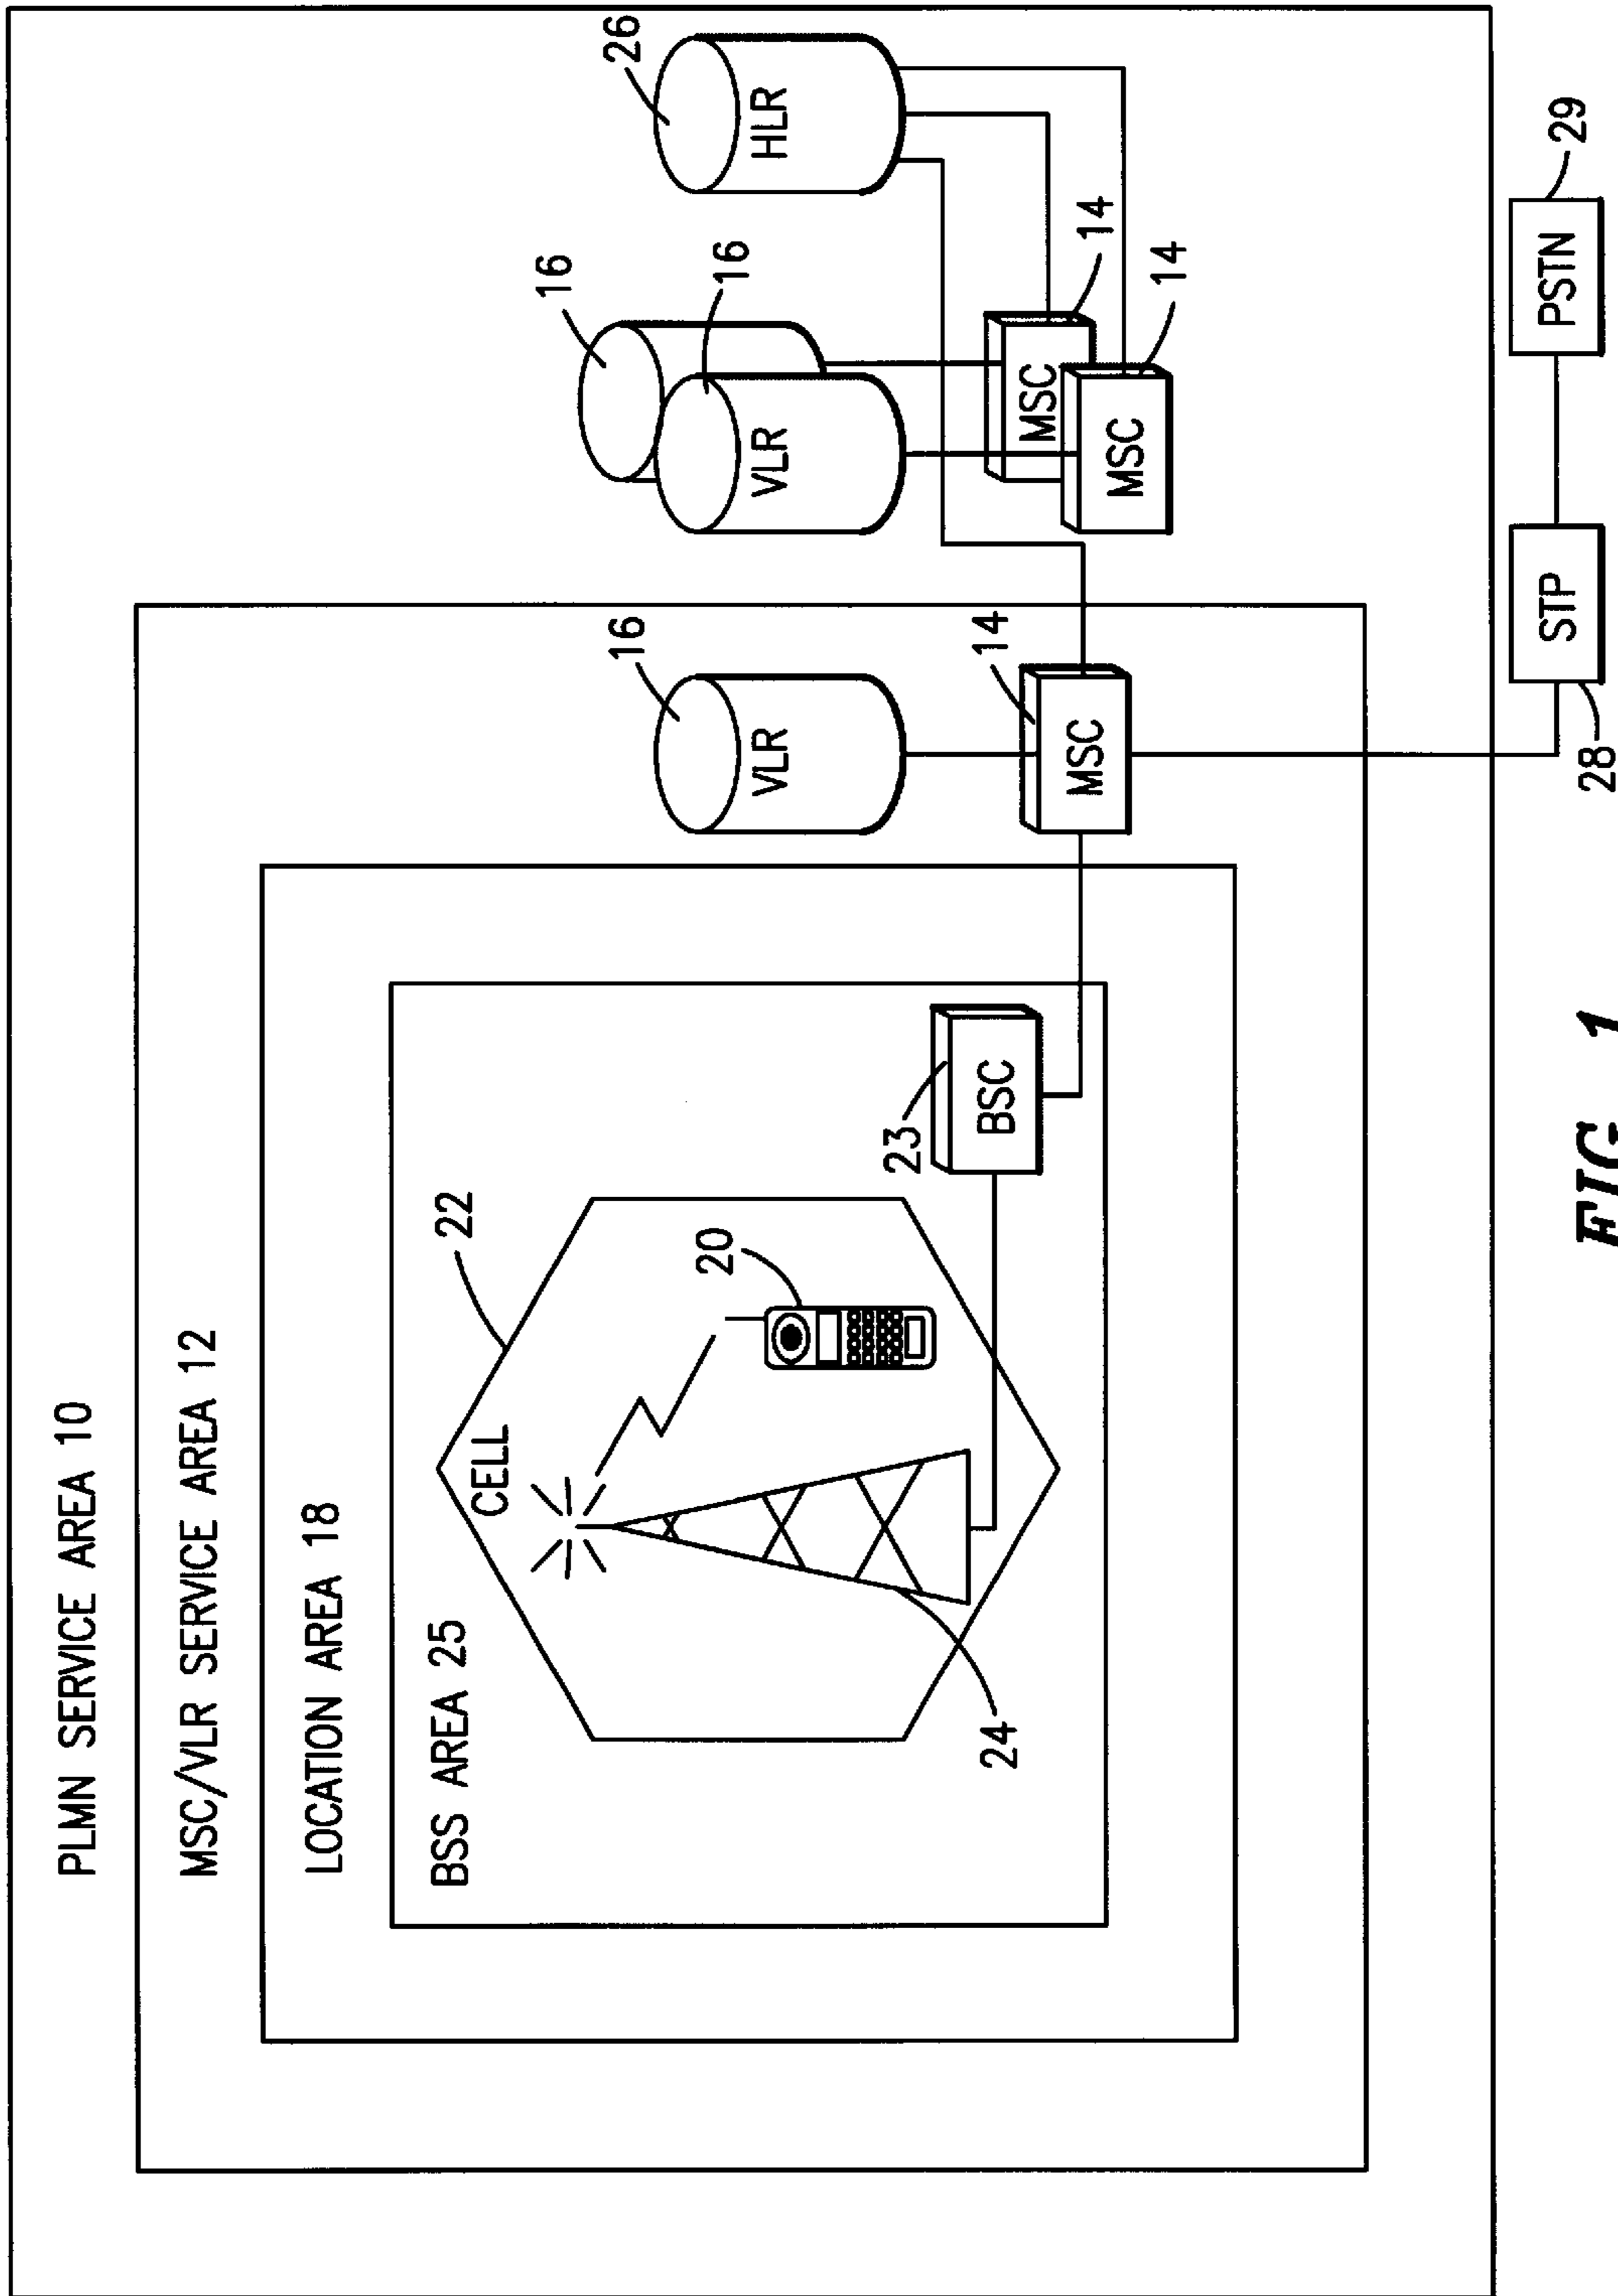 PLMN SERVICE AREA 10
MSC/VLR SERVICE AREA 12
LOCATION AREA 18
BSS AREA 25
CELL
22
20
24
23
BSC
16
VLR
14
MSC
16
16
VLR
MSC
14
MSC
14
26
HLR
28
STP
PSTN
29
FIG. 1